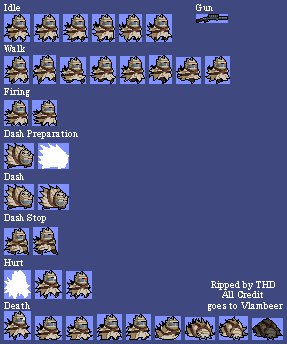 Idle
Gun
Walk
Firing
Dash Preparation
Dash
Dash Stop
Hurt
Ripped by THD
All Credit
goes to Vlambeer
Death